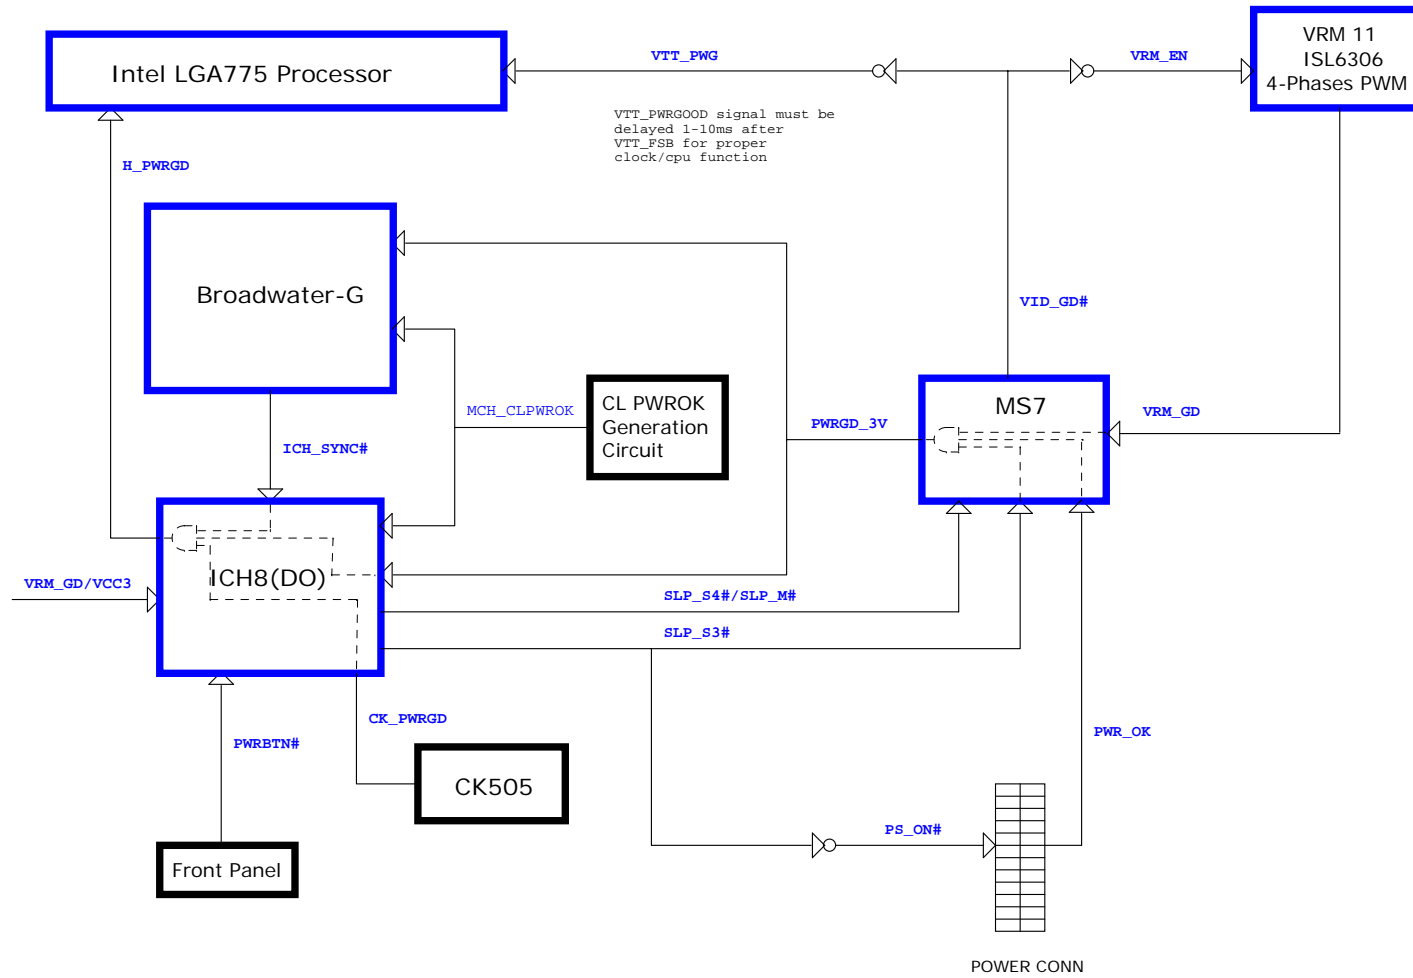 VRM 11
ISL6306
4-Phases PWM
Intel LGA775 Processor
VTT_PWG
VRM_EN
VTT_PWRGOOD signal must be
delayed 1-10ms after
VTT_FSB for proper
clock/cpu function
H_PWRGD
Broadwater-G
VID_GD#
MCH_CLPWROK
CL PWROK
Generation
Circuit
PWRGD_3V
MS7
VRM_GD
ICH_SYNC#
ICH8(DO)
VRM_GD/VCC3
SLP_S4#/SLP_M#
SLP_S3#
CK_PWRGD
PWRBTN#
CK505
PWR_OK
PS_ON#
Front Panel
POWER CONN